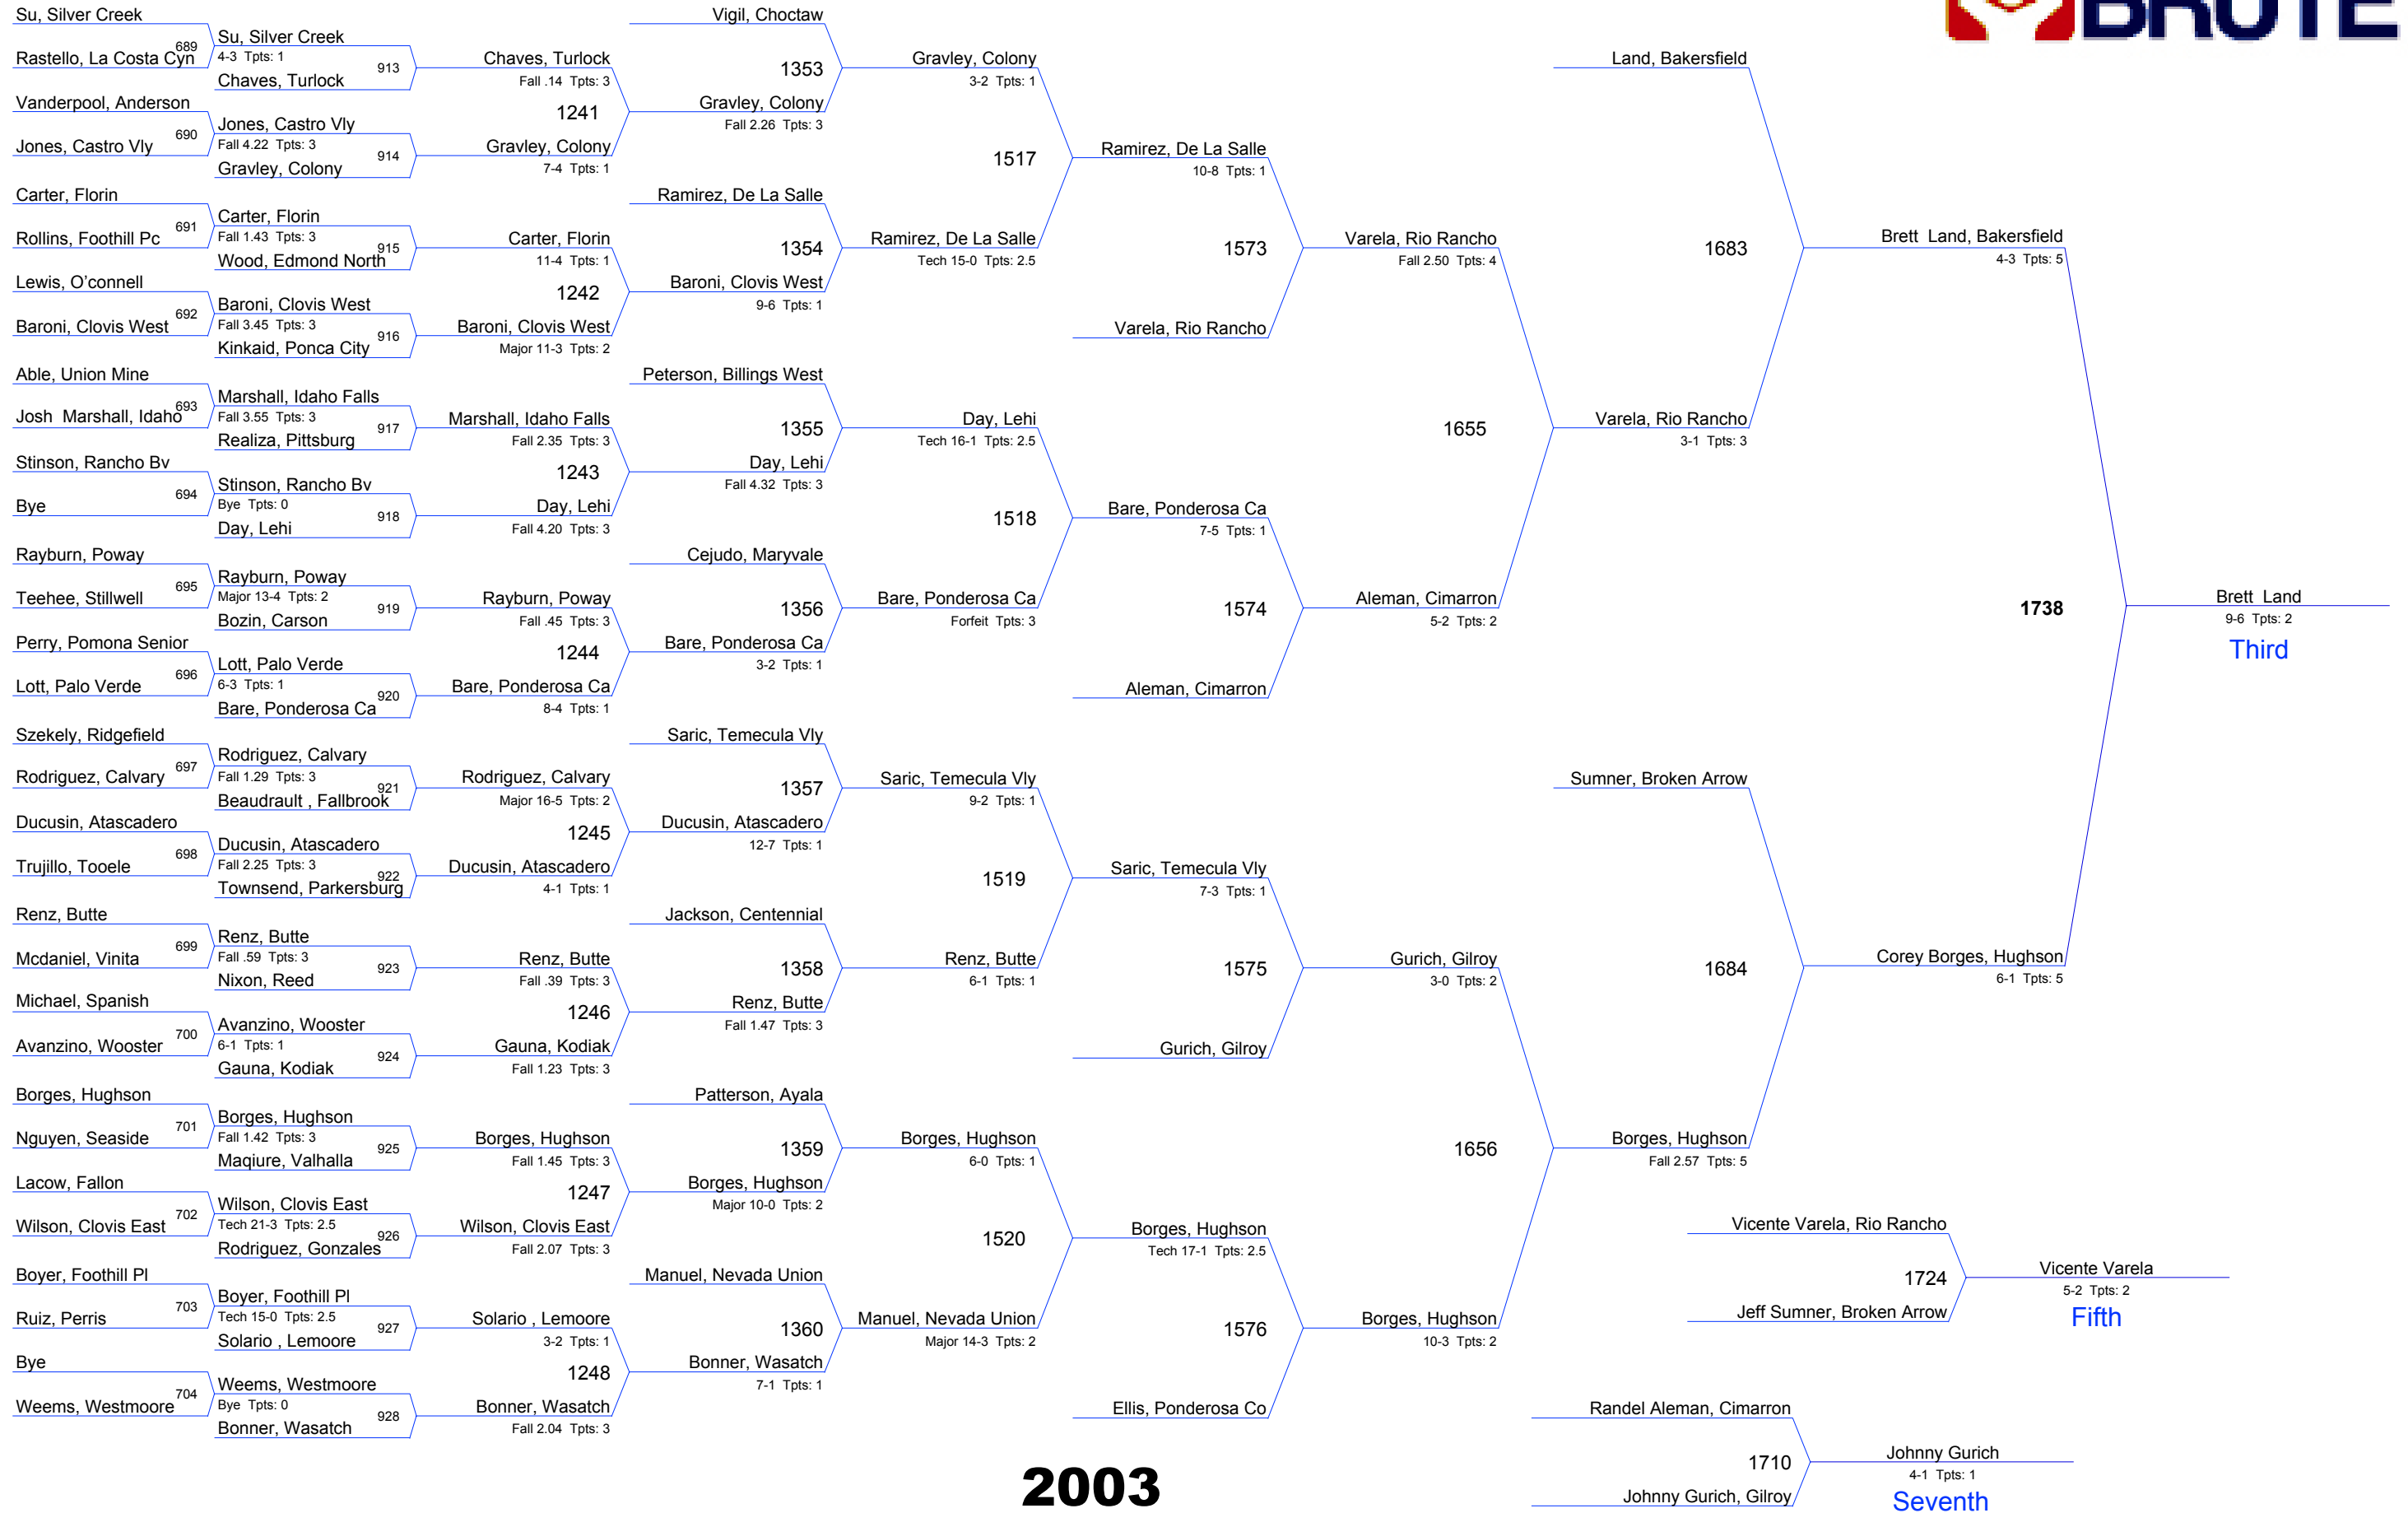 BRUTE
Su, Silver Creek
689
Rastello, La Costa Cyn
Vanderpool, Anderson
690
Jones, Castro Vly
Carter, Florin
691
Rollins, Foothill Pc
Lewis, O'connell
692
Baroni, Clovis West
Able, Union Mine
693
Josh Marshall, Idaho
Stinson, Rancho Bv
694
Bye
Rayburn, Poway
695
Teehee, Stillwell
Perry, Pomona Senior
696
Lott, Palo Verde
Szekely, Ridgefield
697
Rodriguez, Calvary
Ducusin, Atascadero
698
Trujillo, Tooele
Renz, Butte
699
Mcdaniel, Vinita
Michael, Spanish
700
Avanzino, Wooster
Borges, Hughson
701
Nguyen, Seaside
Lacow, Fallon
702
Wilson, Clovis East
Boyer, Foothill Pl
703
Ruiz, Perris
Bye
704
Weems, Westmoore
Su, Silver Creek
4-3 Tpts: 1
913
Chaves, Turlock
Jones, Castro Vly
Fall 4.22 Tpts: 3
914
Gravley, Colony
Carter, Florin
Fall 1.43 Tpts: 3
915
Wood, Edmond North
Baroni, Clovis West
Fall 3.45 Tpts: 3
916
Kinkaid, Ponca City
Marshall, Idaho Falls
Fall 3.55 Tpts: 3
917
Realiza, Pittsburg
Stinson, Rancho Bv
Bye Tpts: 0
918
Day, Lehi
Rayburn, Poway
Major 13-4 Tpts: 2
919
Bozin, Carson
Lott, Palo Verde
6-3 Tpts: 1
920
Bare, Ponderosa Ca
Rodriguez, Calvary
Fall 1.29 Tpts: 3
921
Beaudrault , Fallbrook
Ducusin, Atascadero
Fall 2.25 Tpts: 3
922
Townsend, Parkersburg
Renz, Butte
Fall .59 Tpts: 3
923
Nixon, Reed
Avanzino, Wooster
6-1 Tpts: 1
924
Gauna, Kodiak
Borges, Hughson
Fall 1.42 Tpts: 3
925
Maqiure, Valhalla
Wilson, Clovis East
Tech 21-3 Tpts: 2.5
926
Rodriguez, Gonzales
Boyer, Foothill Pl
Tech 15-0 Tpts: 2.5
927
Solario , Lemoore
Weems, Westmoore
Bye Tpts: 0
928
Bonner, Wasatch
Chaves, Turlock
Fall .14 Tpts: 3
1241
Gravley, Colony
7-4 Tpts: 1
Carter, Florin
11-4 Tpts: 1
1242
Baroni, Clovis West
Major 11-3 Tpts: 2
Marshall, Idaho Falls
Fall 2.35 Tpts: 3
1243
Day, Lehi
Fall 4.20 Tpts: 3
Rayburn, Poway
Fall .45 Tpts: 3
1244
Bare, Ponderosa Ca
8-4 Tpts: 1
Rodriguez, Calvary
Major 16-5 Tpts: 2
1245
Ducusin, Atascadero
4-1 Tpts: 1
Renz, Butte
Fall .39 Tpts: 3
1246
Gauna, Kodiak
Fall 1.23 Tpts: 3
Borges, Hughson
Fall 1.45 Tpts: 3
1247
Wilson, Clovis East
Fall 2.07 Tpts: 3
Solario , Lemoore
3-2 Tpts: 1
1248
Bonner, Wasatch
Fall 2.04 Tpts: 3
Vigil, Choctaw
1353
Gravley, Colony
Fall 2.26 Tpts: 3
Ramirez, De La Salle
1354
Baroni, Clovis West
9-6 Tpts: 1
Peterson, Billings West
1355
Day, Lehi
Fall 4.32 Tpts: 3
Cejudo, Maryvale
1356
Bare, Ponderosa Ca
3-2 Tpts: 1
Saric, Temecula Vly
1357
Ducusin, Atascadero
12-7 Tpts: 1
Jackson, Centennial
1358
Renz, Butte
Fall 1.47 Tpts: 3
Patterson, Ayala
1359
Borges, Hughson
Major 10-0 Tpts: 2
Manuel, Nevada Union
1360
Bonner, Wasatch
7-1 Tpts: 1
Gravley, Colony
3-2 Tpts: 1
1517
Ramirez, De La Salle
Tech 15-0 Tpts: 2.5
Day, Lehi
Tech 16-1 Tpts: 2.5
1518
Bare, Ponderosa Ca
Forfeit Tpts: 3
Saric, Temecula Vly
9-2 Tpts: 1
1519
Renz, Butte
6-1 Tpts: 1
Borges, Hughson
6-0 Tpts: 1
1520
Manuel, Nevada Union
Major 14-3 Tpts: 2
Ramirez, De La Salle
10-8 Tpts: 1
1573
Varela, Rio Rancho
Bare, Ponderosa Ca
7-5 Tpts: 1
1574
Aleman, Cimarron
Saric, Temecula Vly
7-3 Tpts: 1
1575
Gurich, Gilroy
Borges, Hughson
Tech 17-1 Tpts: 2.5
1576
Ellis, Ponderosa Co
Varela, Rio Rancho
Fall 2.50 Tpts: 4
1655
Aleman, Cimarron
5-2 Tpts: 2
Gurich, Gilroy
3-0 Tpts: 2
1656
Borges, Hughson
10-3 Tpts: 2
Land, Bakersfield
1683
Varela, Rio Rancho
3-1 Tpts: 3
Sumner, Broken Arrow
1684
Borges, Hughson
Fall 2.57 Tpts: 5
Brett Land, Bakersfield
4-3 Tpts: 5
1738
Corey Borges, Hughson
6-1 Tpts: 5
Brett Land
9-6 Tpts: 2
Third
Vicente Varela, Rio Rancho
1724
Jeff Sumner, Broken Arrow
Vicente Varela
5-2 Tpts: 2
Fifth
Randel Aleman, Cimarron
1710
Johnny Gurich, Gilroy
Johnny Gurich
4-1 Tpts: 1
Seventh
2003